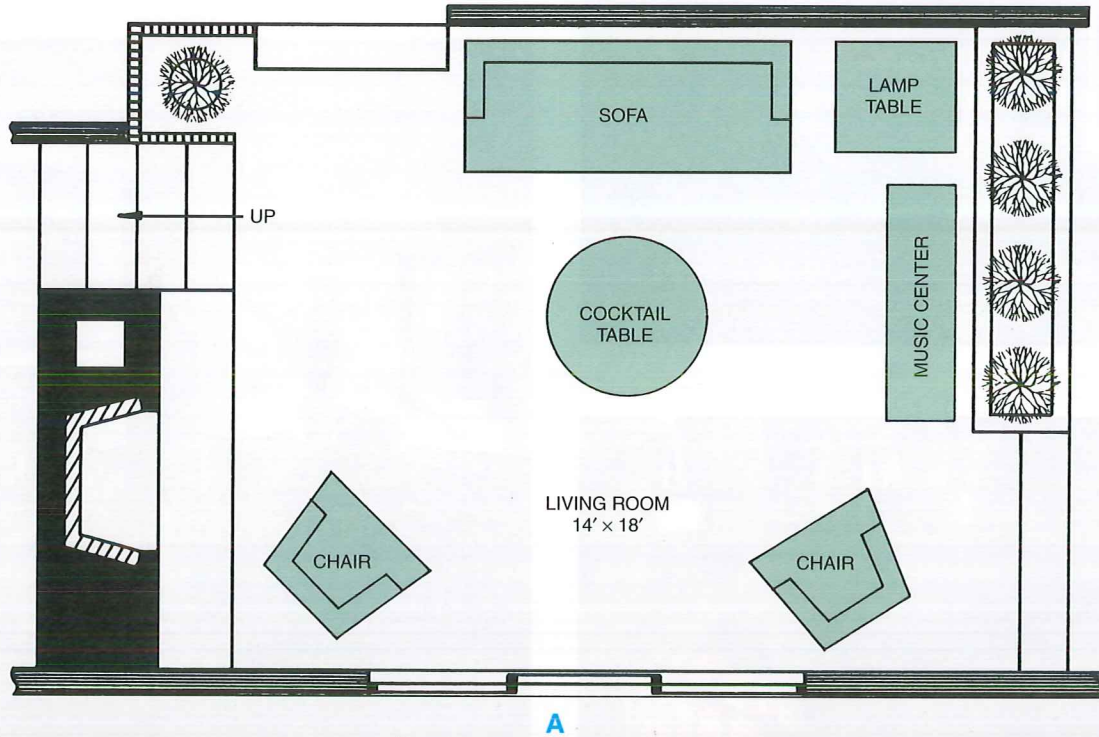 SOFA
LAMP
TABLE
UP
COCKTAIL
TABLE
MUSIC CENTER
LIVING ROOM
14′ × 18′
CHAIR
CHAIR
A